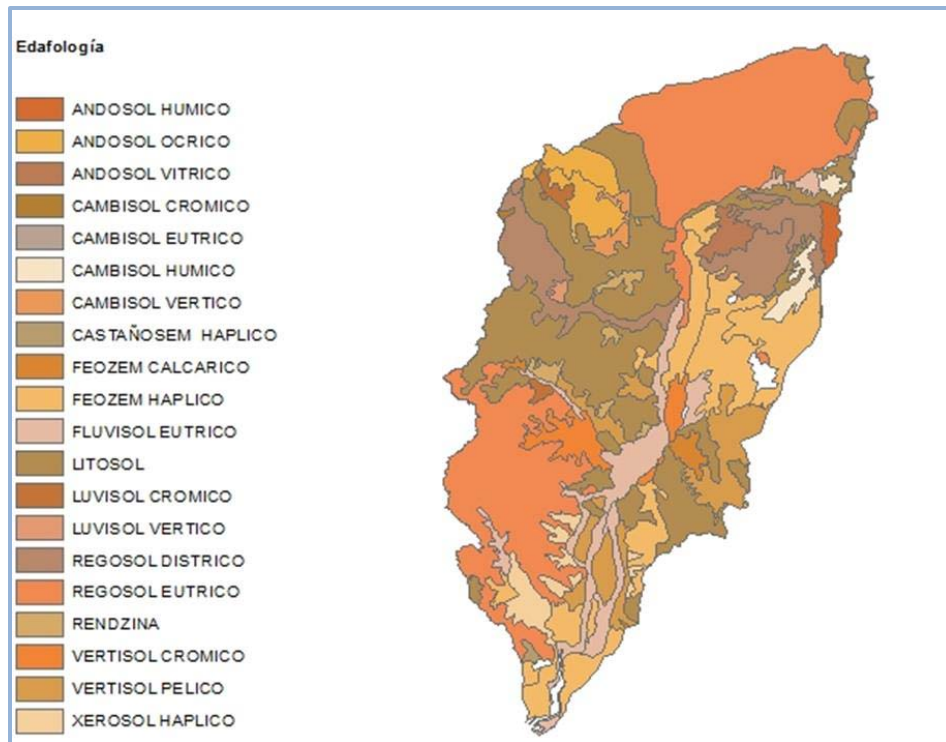 Edafología
ANDOSOL HUMICO
ANDOSOL OCRICO
ANDOSOL VITRICO
CAMBISOL CROMICO
CAMBISOL EUTRICO
CAMBISOL HUMICO
CAMBISOL VERTICO
CASTAÑOSEM HAPLICO
FEOZEM CALCARICO
FEOZEM HAPLICO
FLUVISOL EUTRICO
LITOSOL
LUVISOL CROMICO
LUVISOL VERTICO
REGOSOL DISTRICO
REGOSOL EUTRICO
RENDZINA
VERTISOL CROMICO
VERTISOL PELICO
XEROSOL HAPLICO